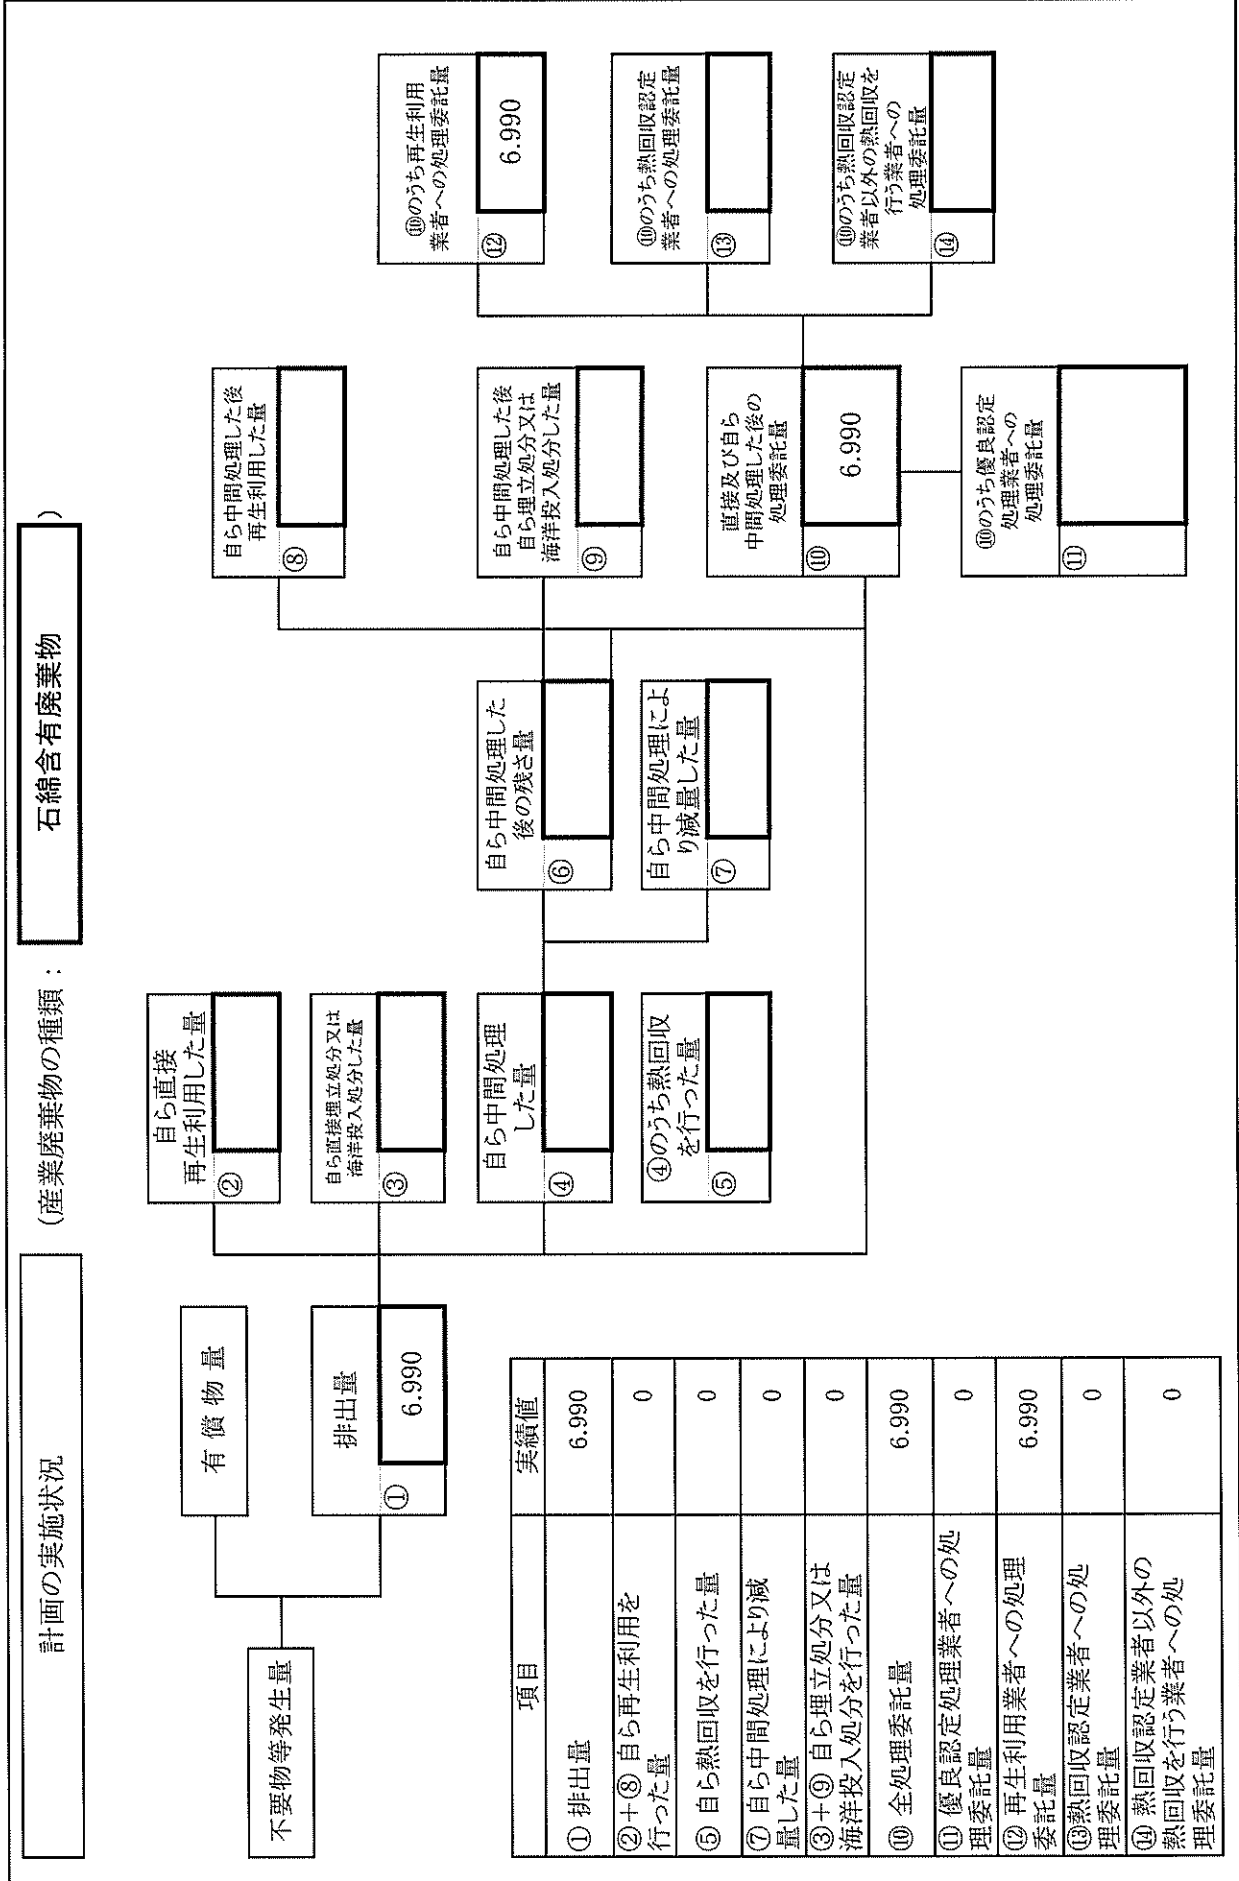 計画の実施状況
(産業廃棄物の種類:
石綿含有廃棄物
)
不要物等発生量
有償物量
排出量
①
6.990
自ら直接
再生利用した量
②
自ら直接埋立処分又は
海洋投入処分した量
③
自ら中間処理
した量
④
④のうち熱回収
を行った量
⑤
自ら中間処理した
後の残さ量
⑥
自ら中間処理によ
り減量した量
⑦
自ら中間処理した後
再生利用した量
⑧
自ら中間処理した後
自ら埋立処分又は
海洋投入処分した量
⑨
直接及び自ら
中間処理した後の
処理委託量
⑩
6.990
⑩のうち優良認定
処理業者への
処理委託量
⑪
⑩のうち再生利用
業者への処理委託量
⑫
6.990
⑩のうち熱回収認定
業者への処理委託量
⑬
⑩のうち熱回収認定
業者以外の熱回収を
行う業者への
処理委託量
⑭
項目
実績値
① 排出量
6.990
②+⑧ 自ら再生利用を
行った量
0
⑤ 自ら熱回収を行った量
0
⑦ 自ら中間処理により減
量した量
0
③+⑨ 自ら埋立処分又は
海洋投入処分を行った量
0
⑩ 全処理委託量
6.990
⑪ 優良認定処理業者への処
理委託量
0
⑫ 再生利用業者への処理
委託量
6.990
⑬熱回収認定業者への処
理委託量
0
⑭ 熱回収認定業者以外の
熱回収を行う業者への処
理委託量
0